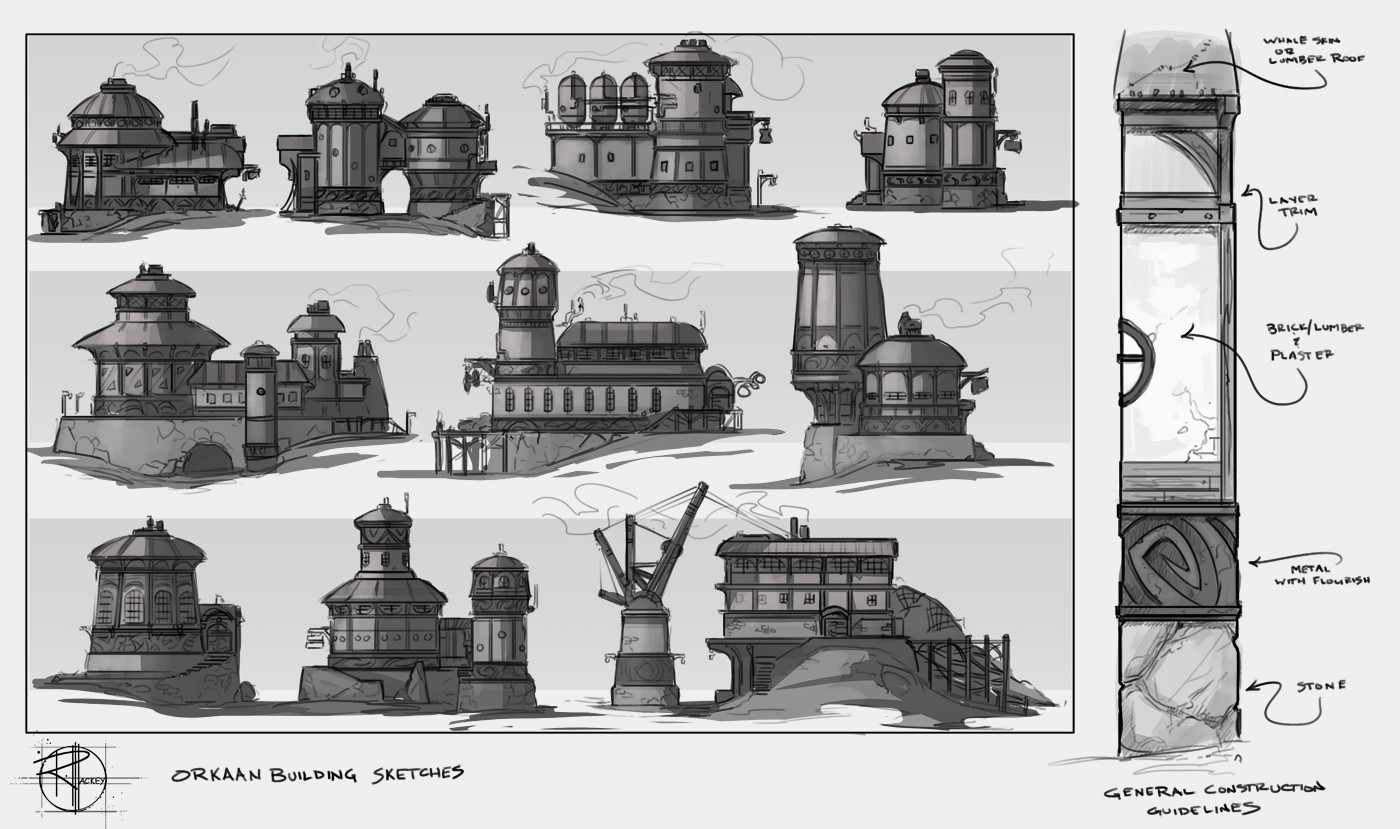 WHALE SKIN
OR
LUMBER ROOF
LAYER
TRIM
BRICK/LUMBER
&
PLASTER
METAL
WITH FLOURISH
STONE
GENERAL CONSTRUCTION
GUIDELINES
ORKAAN BUILDING SKETCHES
RACKEY